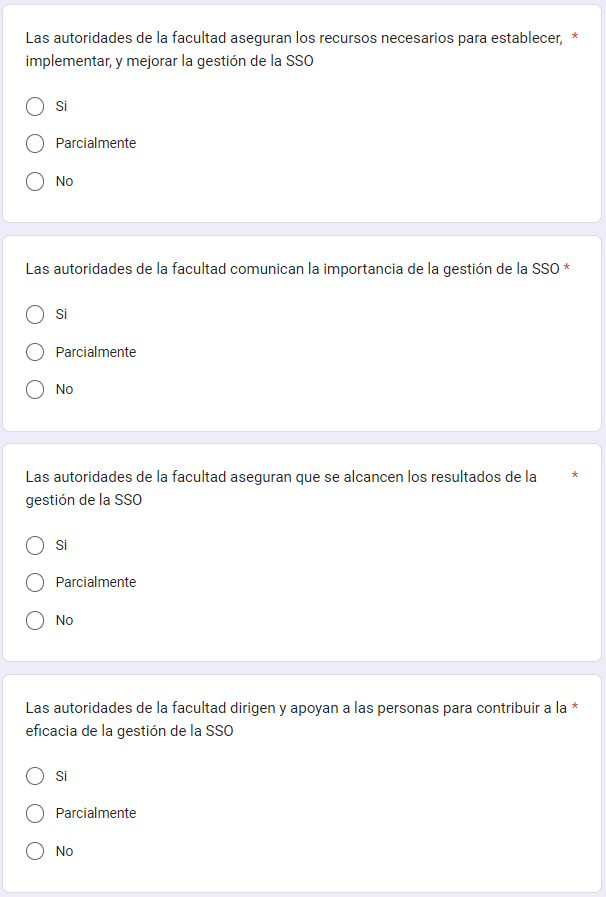 Las autoridades de la facultad aseguran los recursos necesarios para establecer, *
implementar, y mejorar la gestión de la SSO
Si
Parcialmente
No
Las autoridades de la facultad comunican la importancia de la gestión de la SSO *
Si
Parcialmente
No
Las autoridades de la facultad aseguran que se alcancen los resultados de la *
gestión de la SSO
Si
Parcialmente
No
Las autoridades de la facultad dirigen y apoyan a las personas para contribuir a la *
eficacia de la gestión de la SSO
Si
Parcialmente
No